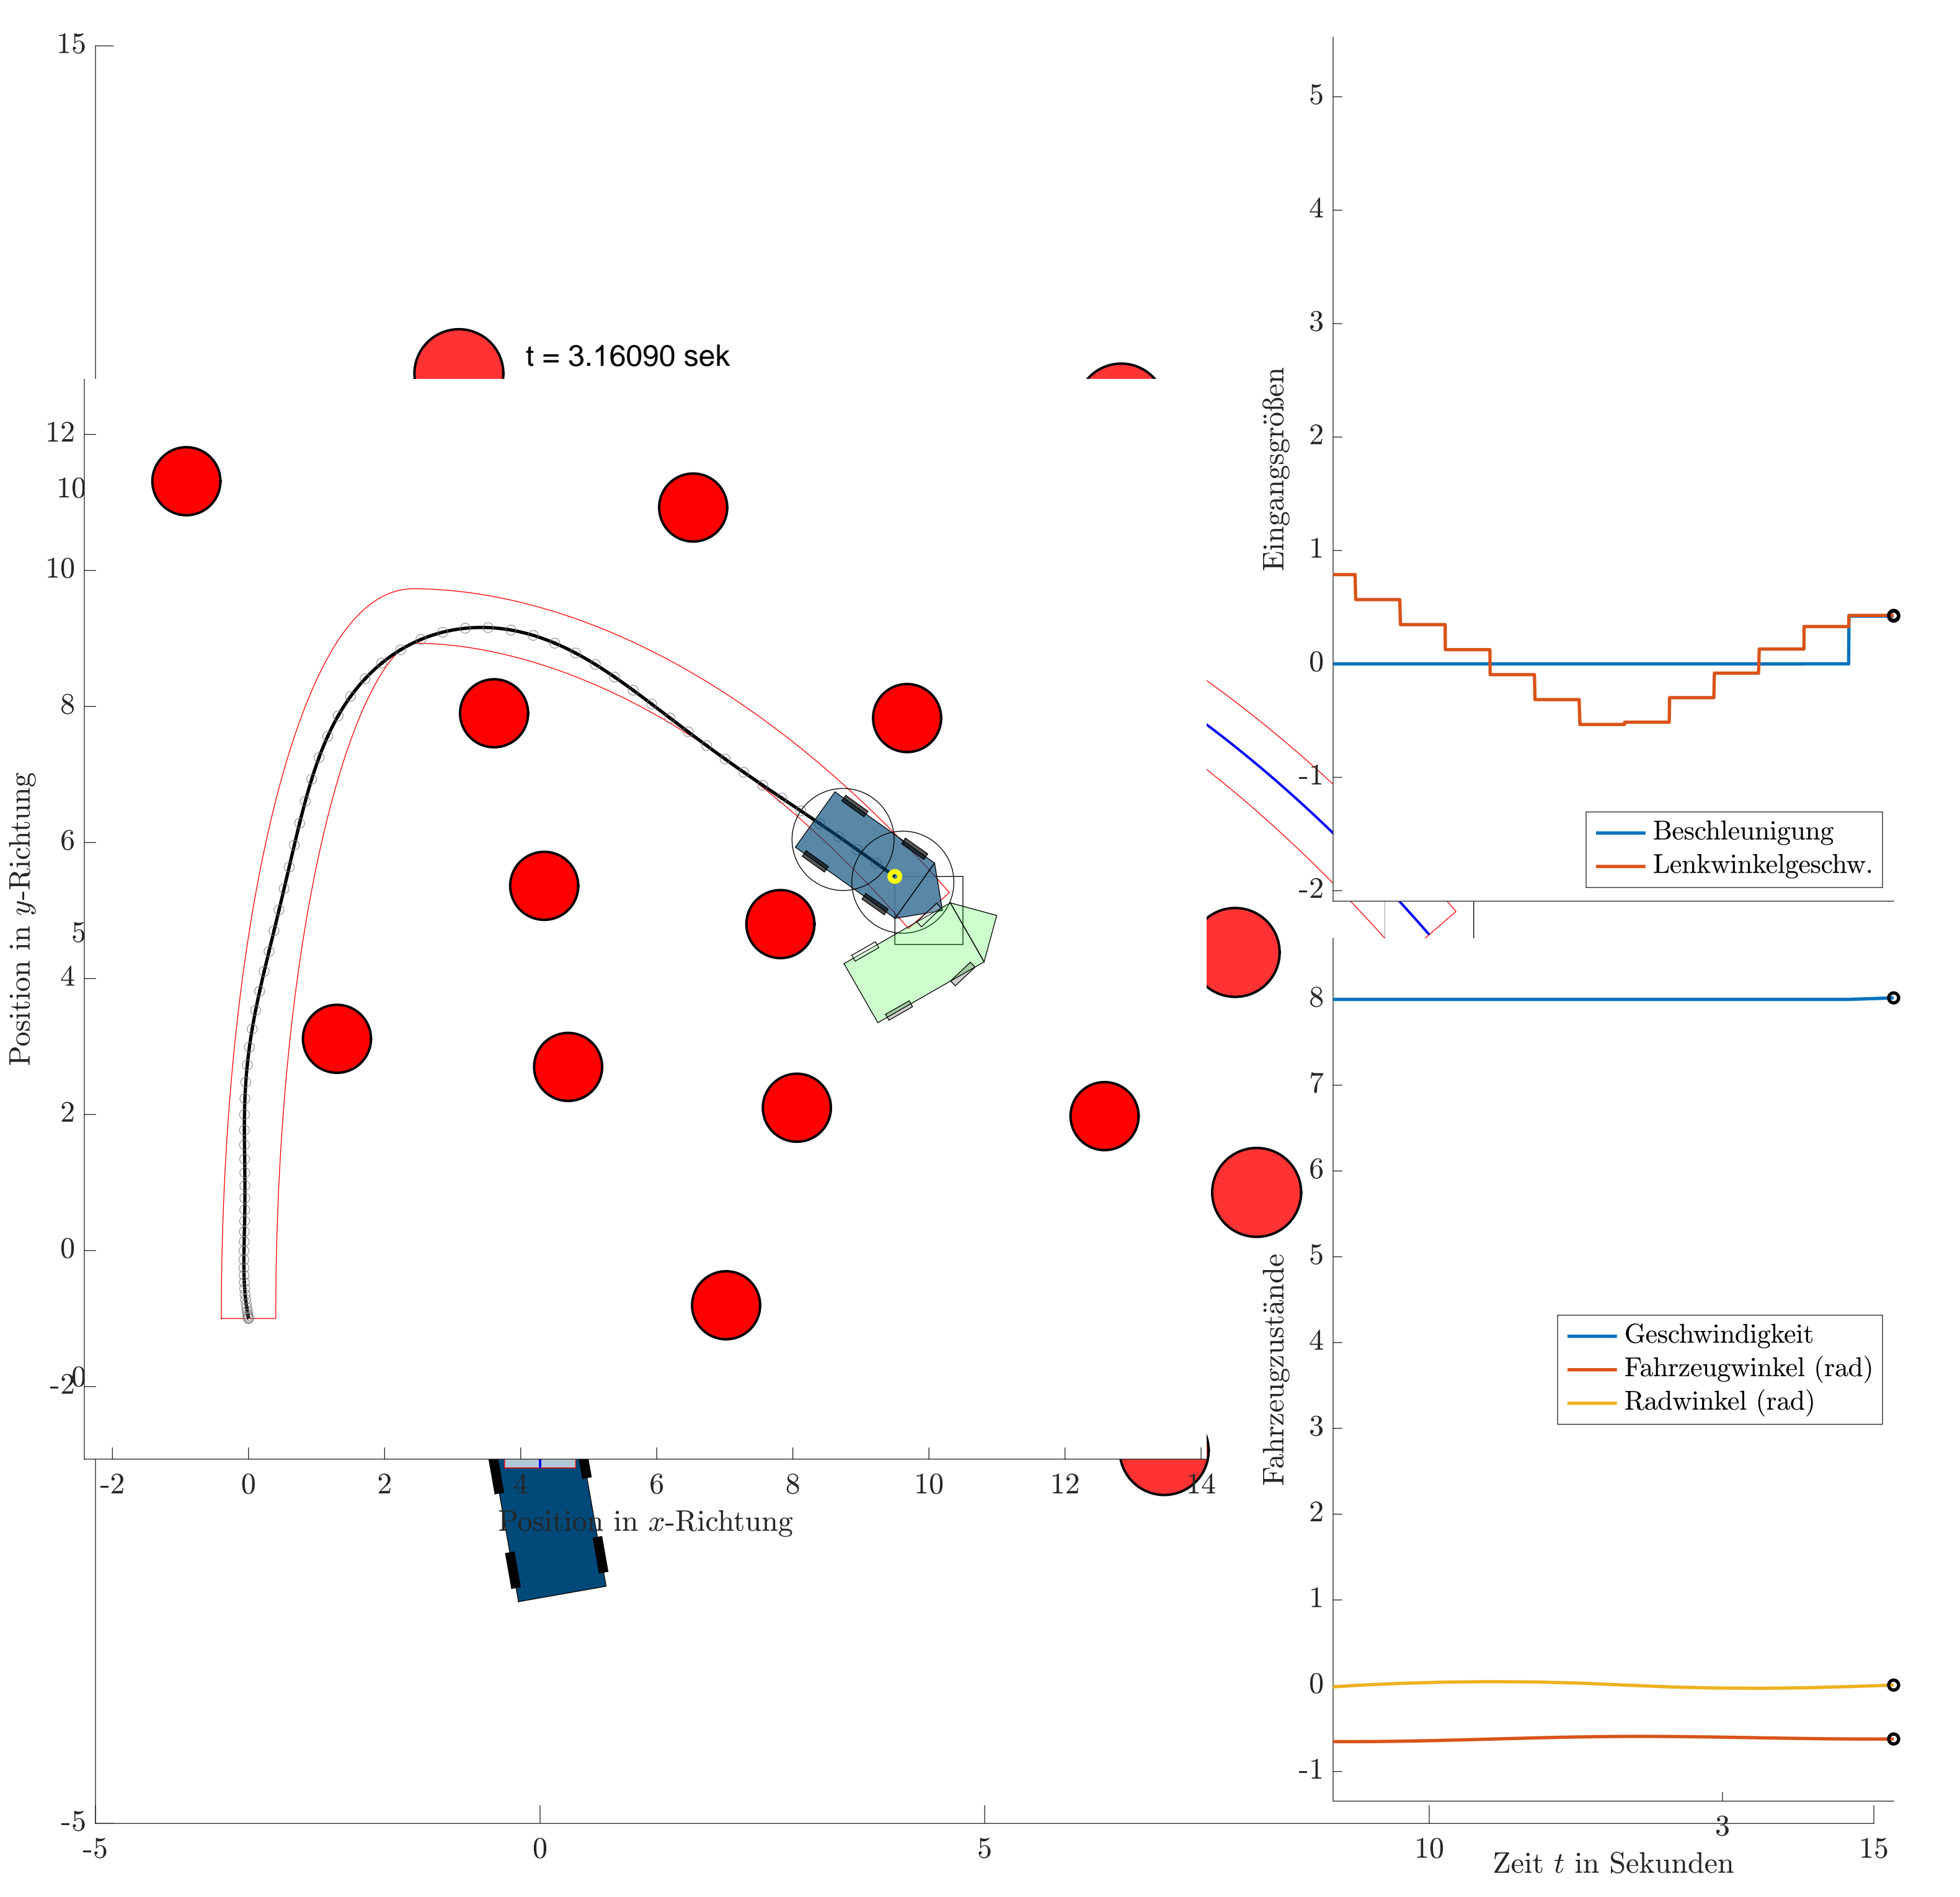 15
t = 3.16090 sek
12
10
10
8
6
5
4
2
0
-2
0
-5
Position in y-Richtung
-2 0 2 4 6 8 10 12 14
Position in x-Richtung
-5 0 5 10 15
5
4
3
2
1
0
-1
-2
Eingangsgrößen
Beschleunigung
Lenkwinkelgeschw.
8
7
6
5
4
3
2
1
0
-1
Fahrzeugzustände
Geschwindigkeit
Fahrzeugwinkel (rad)
Radwinkel (rad)
3
Zeit t in Sekunden